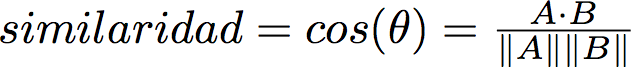 similaridad = cos(θ) = A·B / ‖A‖‖B‖